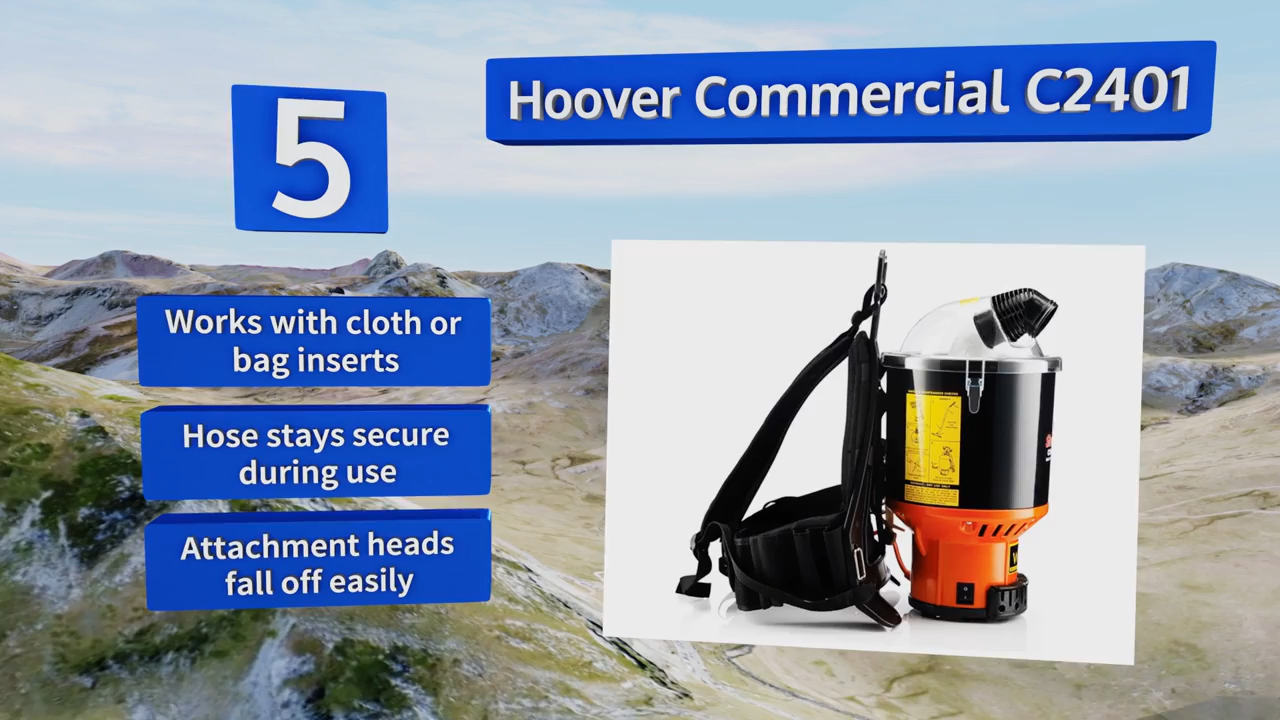 5
Hoover Commercial C2401
Works with cloth or
bag inserts
Hose stays secure
during use
Attachment heads
fall off easily